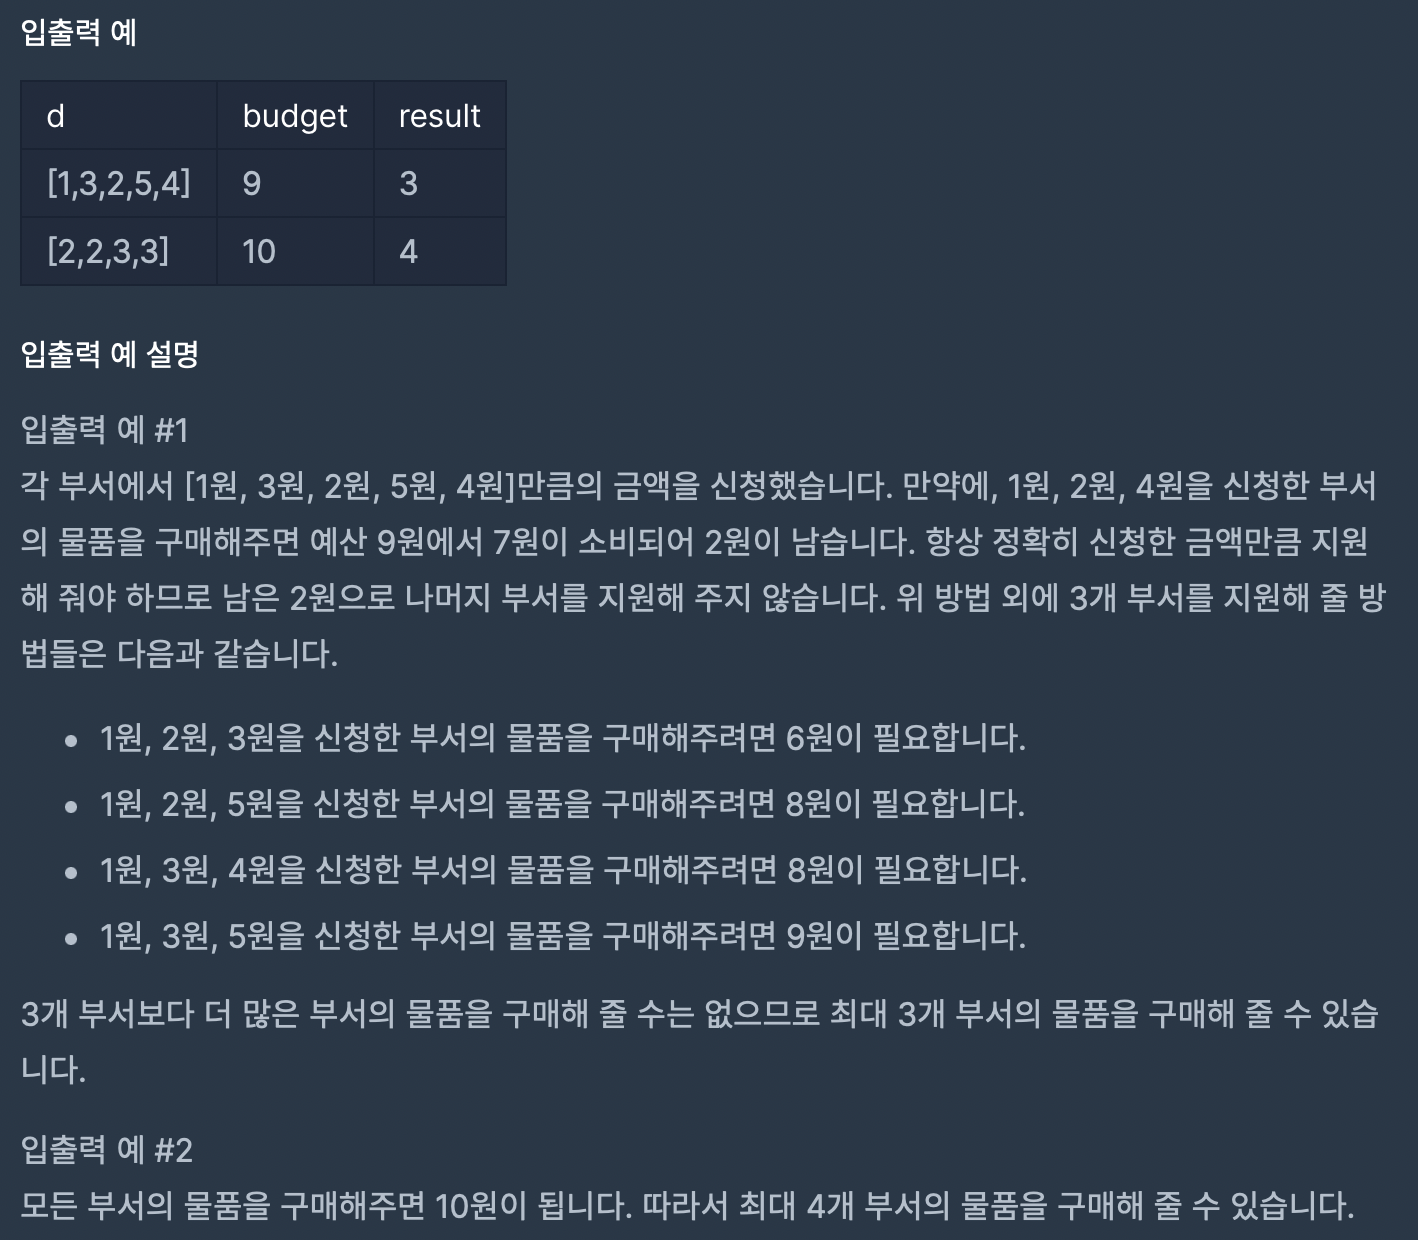 입출력 예
d budget result
[1,3,2,5,4] 9 3
[2,2,3,3] 10 4
입출력 예 설명
입출력 예 #1
각 부서에서 [1원, 3원, 2원, 5원, 4원]만큼의 금액을 신청했습니다. 만약에, 1원, 2원, 4원을 신청한 부서
의 물품을 구매해주면 예산 9원에서 7원이 소비되어 2원이 남습니다. 항상 정확히 신청한 금액만큼 지원
해 줘야 하므로 남은 2원으로 나머지 부서를 지원해 주지 않습니다. 위 방법 외에 3개 부서를 지원해 줄 방
법들은 다음과 같습니다.
• 1원, 2원, 3원을 신청한 부서의 물품을 구매해주려면 6원이 필요합니다.
• 1원, 2원, 5원을 신청한 부서의 물품을 구매해주려면 8원이 필요합니다.
• 1원, 3원, 4원을 신청한 부서의 물품을 구매해주려면 8원이 필요합니다.
• 1원, 3원, 5원을 신청한 부서의 물품을 구매해주려면 9원이 필요합니다.
3개 부서보다 더 많은 부서의 물품을 구매해 줄 수는 없으므로 최대 3개 부서의 물품을 구매해 줄 수 있습
니다.
입출력 예 #2
모든 부서의 물품을 구매해주면 10원이 됩니다. 따라서 최대 4개 부서의 물품을 구매해 줄 수 있습니다.